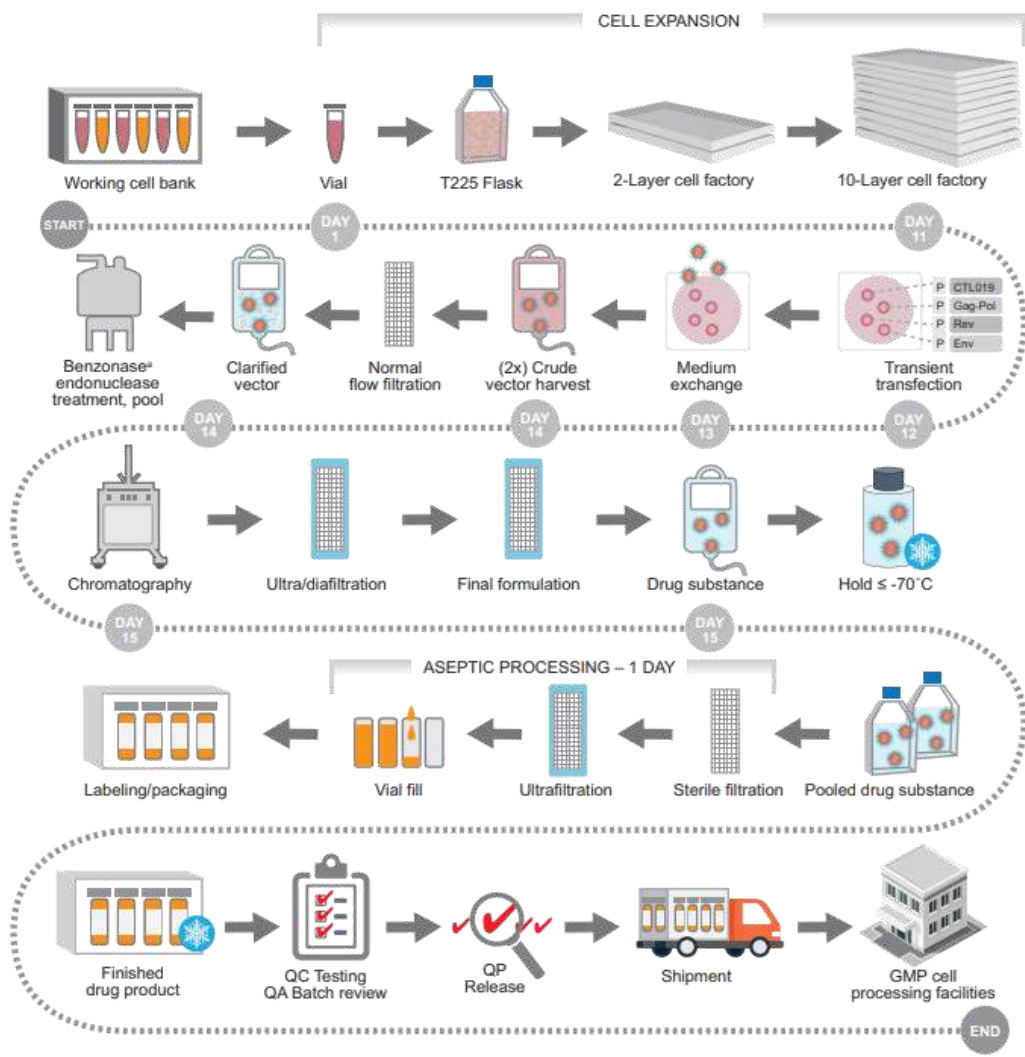 CELL EXPANSION
Working cell bank
Vial
T225 Flask
2-Layer cell factory
10-Layer cell factory
START
DAY
1
DAY
11
P CTL019
P Gag-Pol
P Rev
P Env
Benzonaseª
endonuclease
treatment, pool
Clarified
vector
Normal
flow filtration
(2x) Crude
vector harvest
Medium
exchange
Transient
transfection
DAY
14
DAY
14
DAY
13
DAY
12
Chromatography
Ultra/diafiltration
Final formulation
Drug substance
Hold ≤ -70˚C
DAY
15
DAY
15
ASEPTIC PROCESSING – 1 DAY
Labeling/packaging
Vial fill
Ultrafiltration
Sterile filtration
Pooled drug substance
Finished
drug product
QC Testing
QA Batch review
QP
Release
Shipment
GMP cell
processing facilities
END